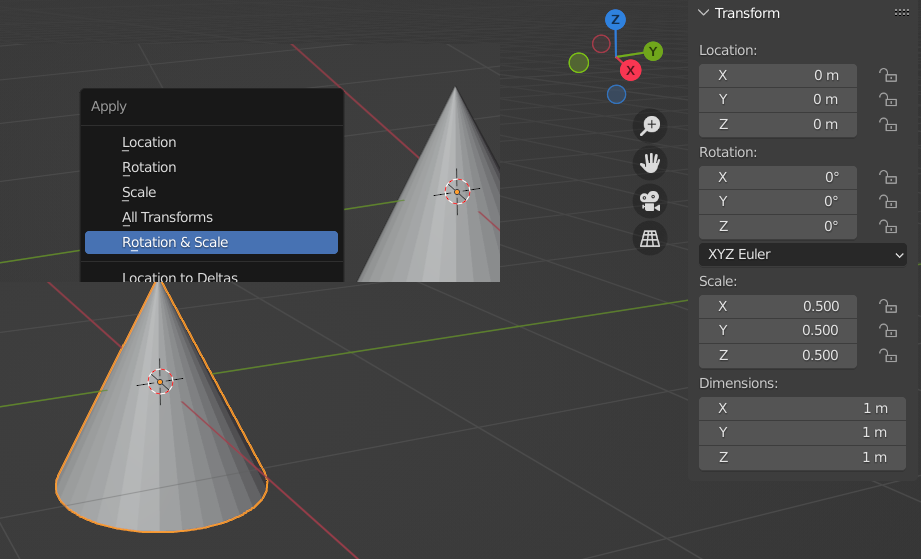 Apply
Location
Rotation
Scale
All Transforms
Rotation & Scale
Location to Deltas
Z
Y
X
Transform
Location:
X 0 m
Y 0 m
Z 0 m
Rotation:
X 0°
Y 0°
Z 0°
XYZ Euler
Scale:
X 0.500
Y 0.500
Z 0.500
Dimensions:
X 1 m
Y 1 m
Z 1 m